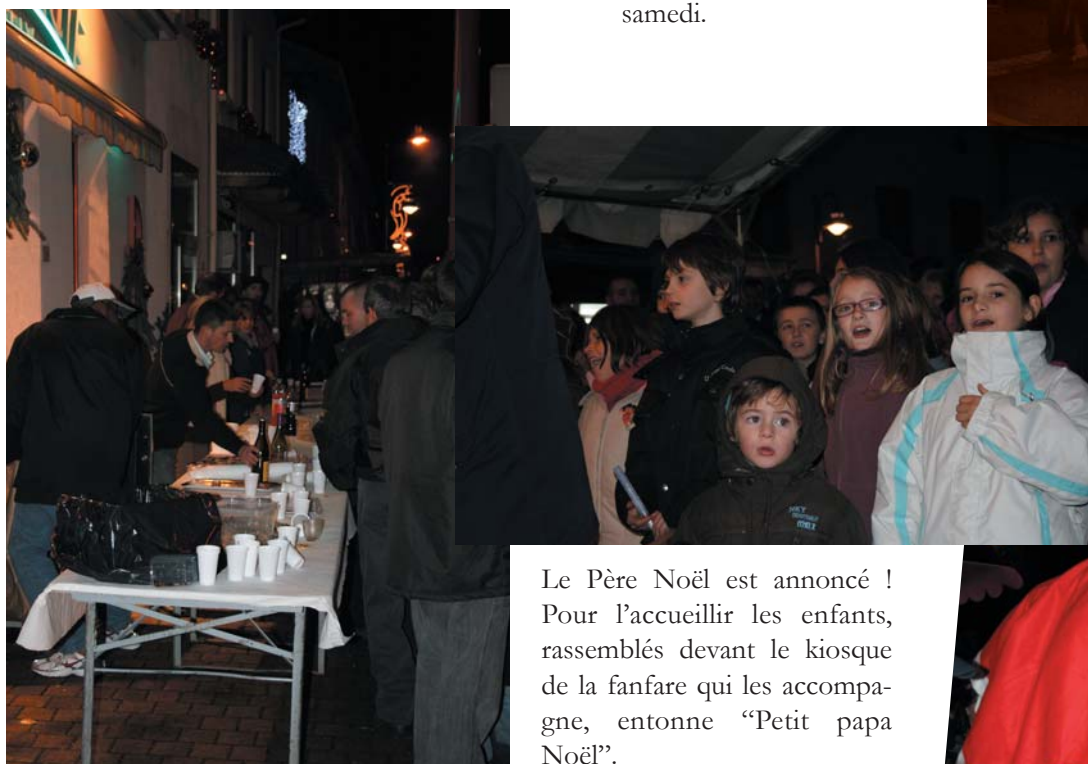 samedi.
Le Père Noël est annoncé !
Pour l’accueillir les enfants,
rassemblés devant le kiosque
de la fanfare qui les accompa-
gne, entonne “Petit papa
Noël”.